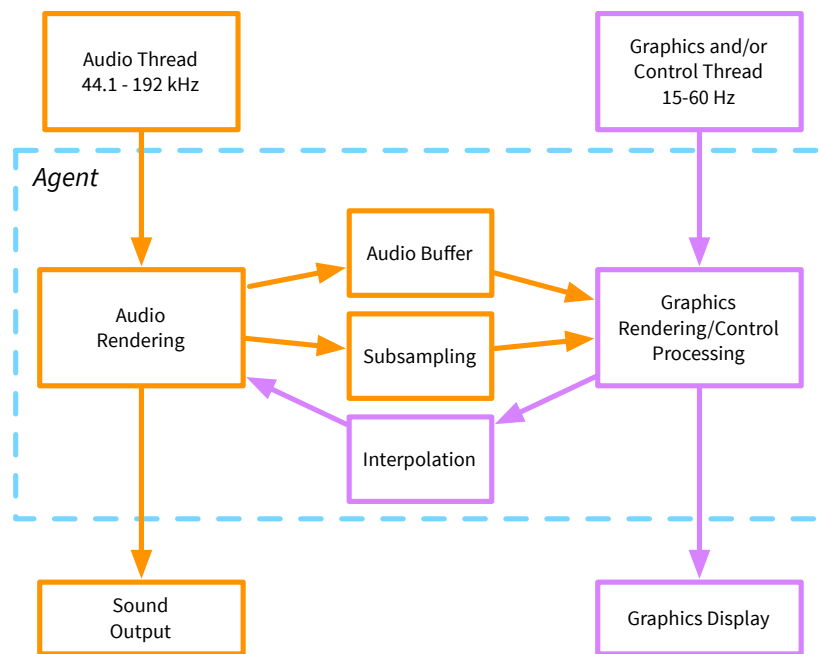 Audio Thread
44.1 - 192 kHz
Graphics and/or
Control Thread
15-60 Hz
Agent
Audio Buffer
Audio
Rendering
Graphics
Rendering/Control
Processing
Subsampling
Interpolation
Sound
Output
Graphics Display